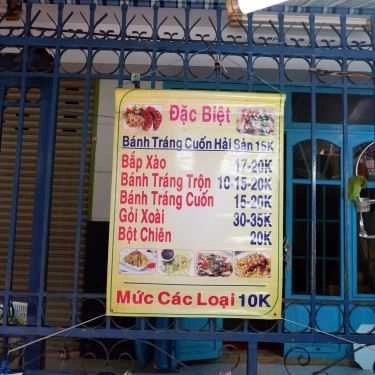 Đặc Biệt
Bánh Tráng Cuốn Hải Sản 15K
Bắp Xào 17-20K
Bánh Tráng Trộn 10-15-20K
Bánh Tráng Cuốn 15-20K
Gỏi Xoài 30-35K
Bột Chiên 20K
Mức Các Loại 10K